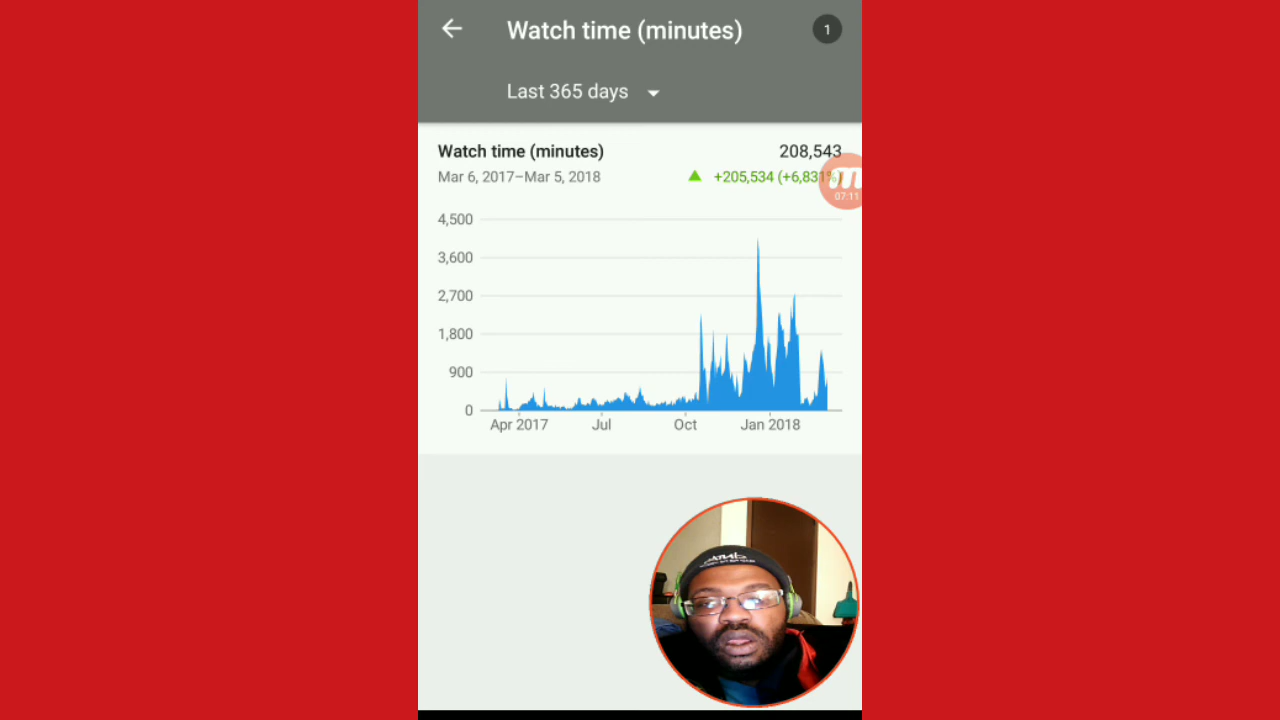 Watch time (minutes)
1
Last 365 days
Watch time (minutes)
208,543
Mar 6, 2017–Mar 5, 2018
+205,534 (+6,831%)
07:11
4,500
3,600
2,700
1,800
900
0
Apr 2017
Jul
Oct
Jan 2018